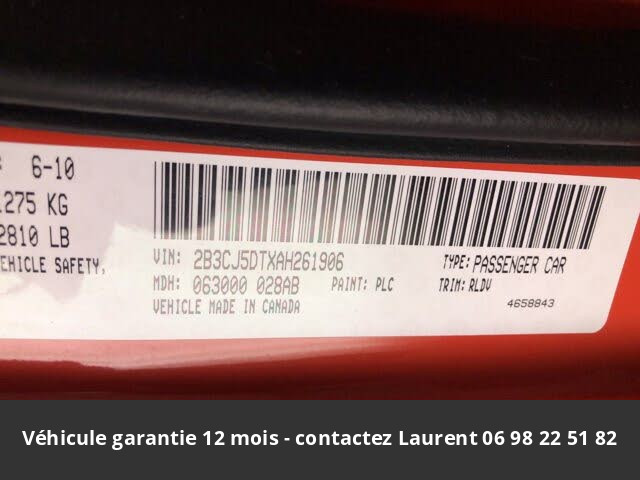 6-10
1275 KG
2810 LB
EHICLE SAFETY,
VIN: 2B3CJ5DTXAH261906
TYPE: PASSENGER CAR
MDH: 063000 028AB
PAINT: PLC
TRIM: RLDV
VEHICLE MADE IN CANADA
4658843
Véhicule garantie 12 mois - contactez Laurent 06 98 22 51 82